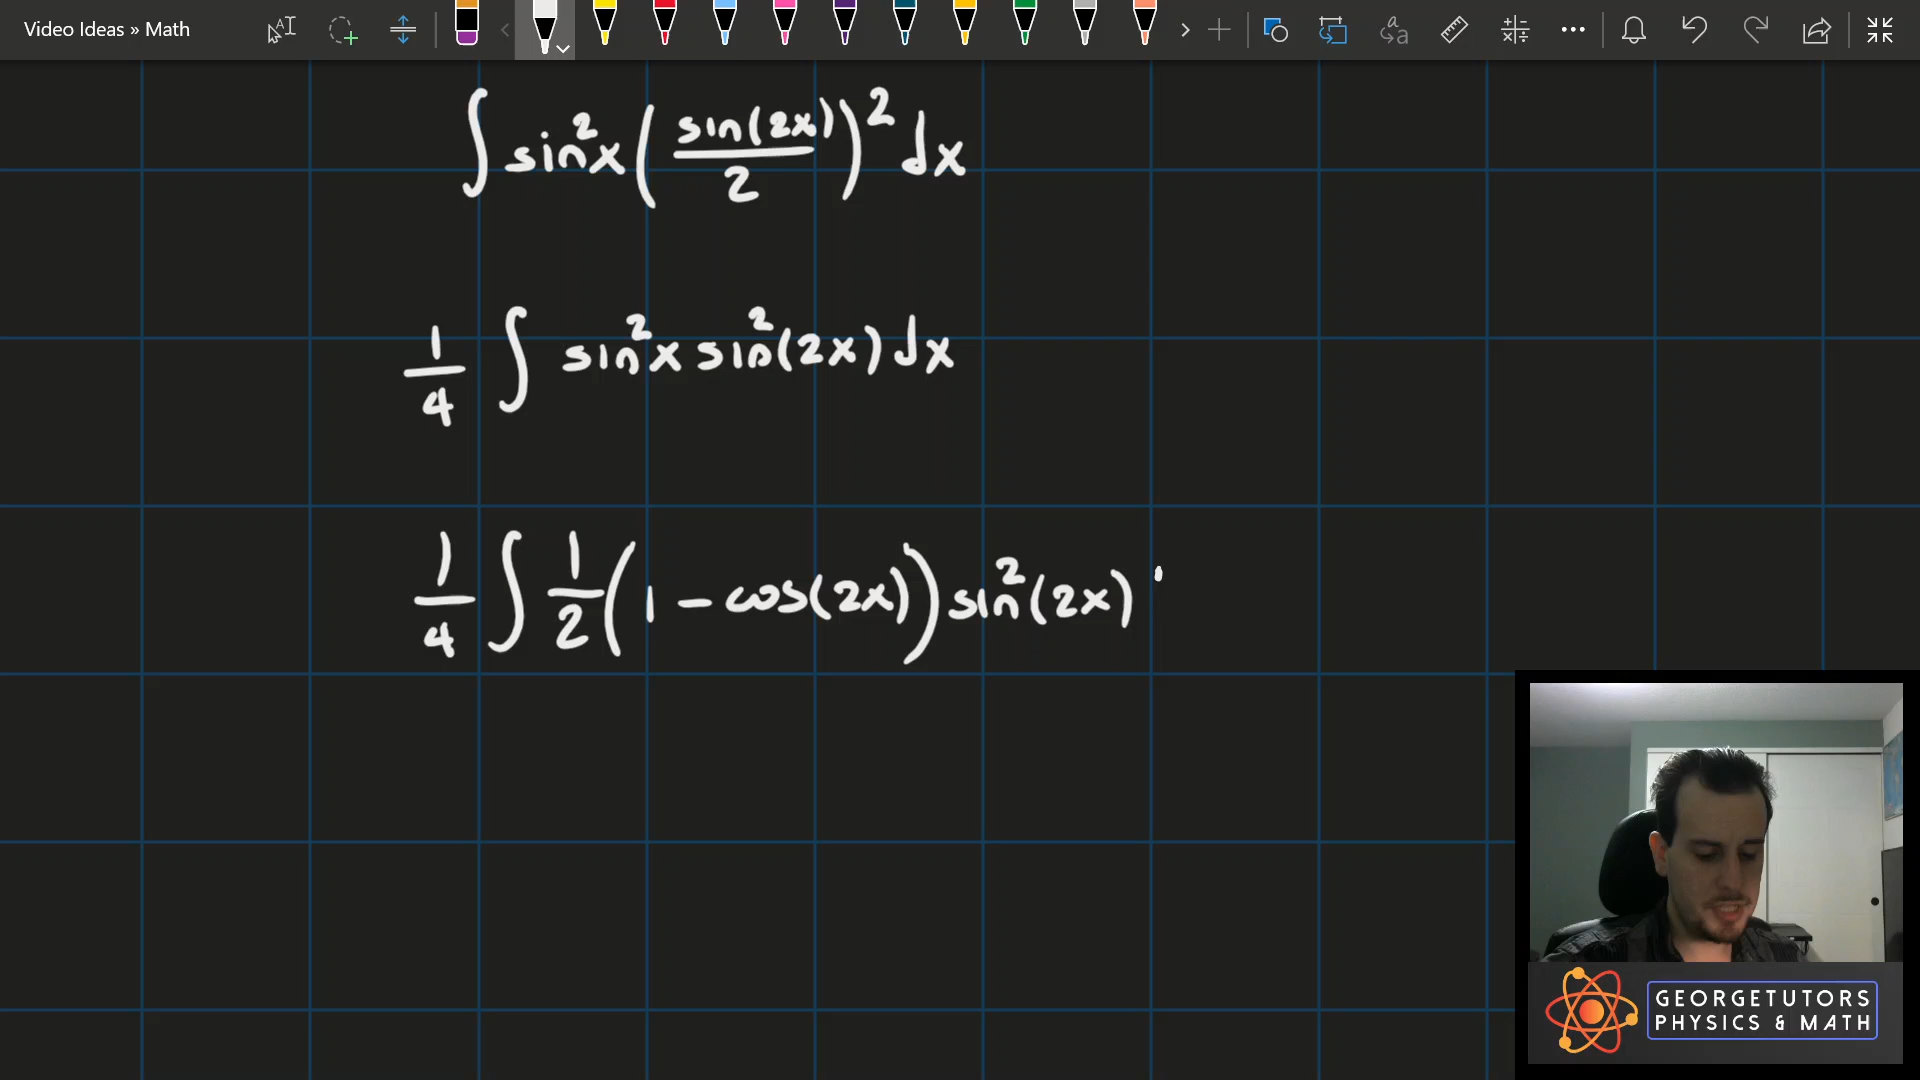 Video Ideas » Math
∫ sin²x (sin(2x)/2)² dx
1/4 ∫ sin²x sin²(2x) dx
1/4 ∫ 1/2 (1 - cos(2x)) sin²(2x)
GEORGETUTORS
PHYSICS & MATH